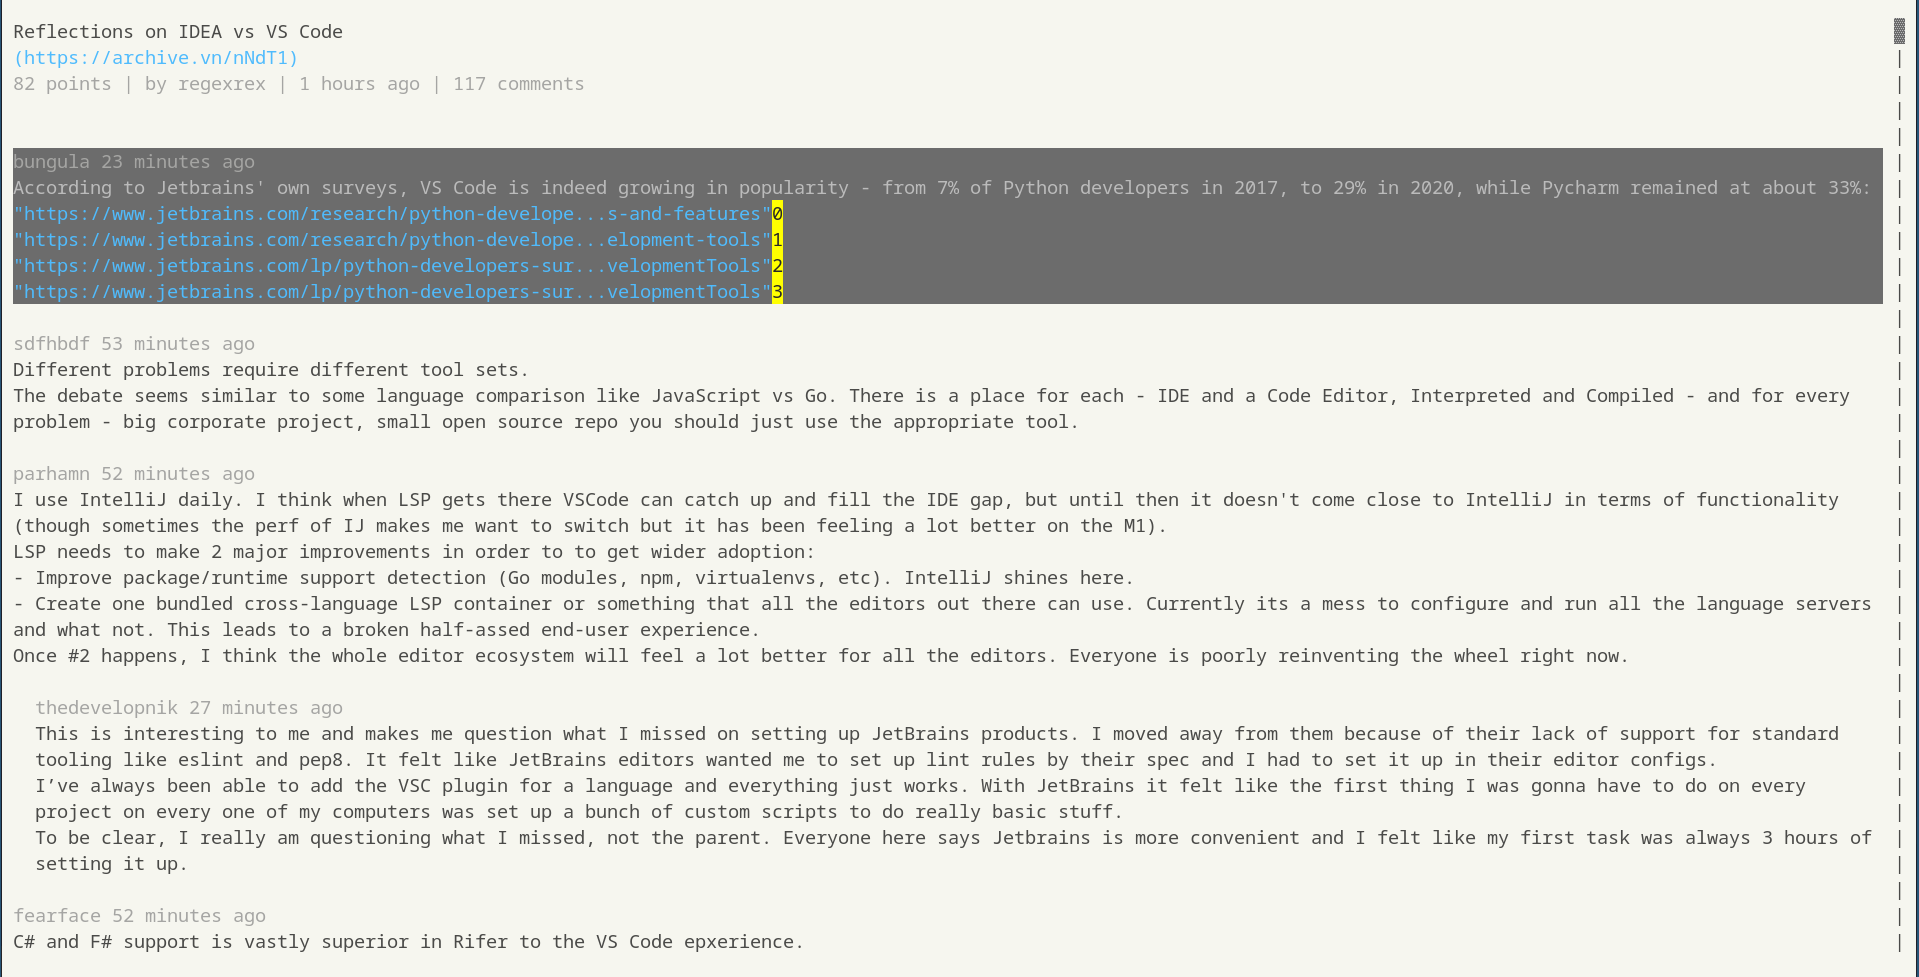 Reflections on IDEA vs VS Code
(https://archive.vn/nNdT1)
82 points | by regexrex | 1 hours ago | 117 comments
bungula 23 minutes ago
According to Jetbrains' own surveys, VS Code is indeed growing in popularity - from 7% of Python developers in 2017, to 29% in 2020, while Pycharm remained at about 33%:
"https://www.jetbrains.com/research/python-develope...s-and-features"0
"https://www.jetbrains.com/research/python-develope...elopment-tools"1
"https://www.jetbrains.com/lp/python-developers-sur...velopmentTools"2
"https://www.jetbrains.com/lp/python-developers-sur...velopmentTools"3
sdfhbdf 53 minutes ago
Different problems require different tool sets.
The debate seems similar to some language comparison like JavaScript vs Go. There is a place for each - IDE and a Code Editor, Interpreted and Compiled - and for every
problem - big corporate project, small open source repo you should just use the appropriate tool.
parhamn 52 minutes ago
I use IntelliJ daily. I think when LSP gets there VSCode can catch up and fill the IDE gap, but until then it doesn't come close to IntelliJ in terms of functionality
(though sometimes the perf of IJ makes me want to switch but it has been feeling a lot better on the M1).
LSP needs to make 2 major improvements in order to to get wider adoption:
- Improve package/runtime support detection (Go modules, npm, virtualenvs, etc). IntelliJ shines here.
- Create one bundled cross-language LSP container or something that all the editors out there can use. Currently its a mess to configure and run all the language servers
and what not. This leads to a broken half-assed end-user experience.
Once #2 happens, I think the whole editor ecosystem will feel a lot better for all the editors. Everyone is poorly reinventing the wheel right now.
thedevelopnik 27 minutes ago
This is interesting to me and makes me question what I missed on setting up JetBrains products. I moved away from them because of their lack of support for standard
tooling like eslint and pep8. It felt like JetBrains editors wanted me to set up lint rules by their spec and I had to set it up in their editor configs.
I’ve always been able to add the VSC plugin for a language and everything just works. With JetBrains it felt like the first thing I was gonna have to do on every
project on every one of my computers was set up a bunch of custom scripts to do really basic stuff.
To be clear, I really am questioning what I missed, not the parent. Everyone here says Jetbrains is more convenient and I felt like my first task was always 3 hours of
setting it up.
fearface 52 minutes ago
C# and F# support is vastly superior in Rifer to the VS Code epxerience.